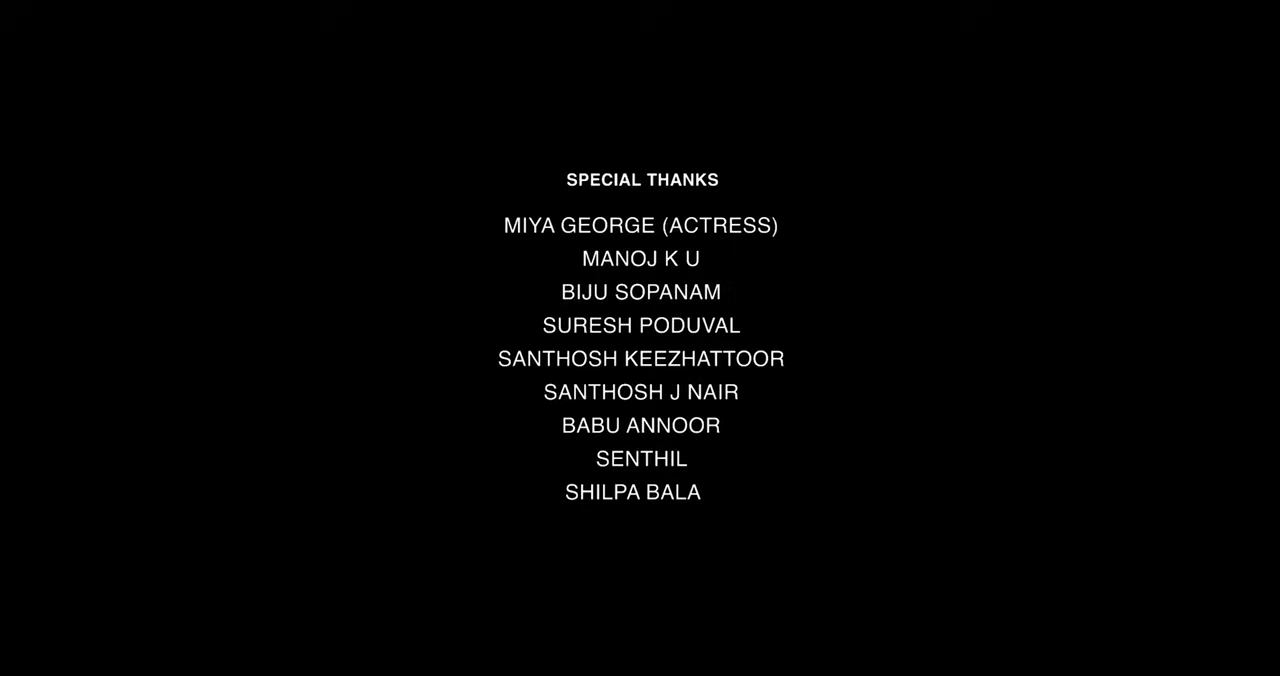 SPECIAL THANKS
MIYA GEORGE (ACTRESS)
MANOJ K U
BIJU SOPANAM
SURESH PODUVAL
SANTHOSH KEEZHATTOOR
SANTHOSH J NAIR
BABU ANNOOR
SENTHIL
SHILPA BALA